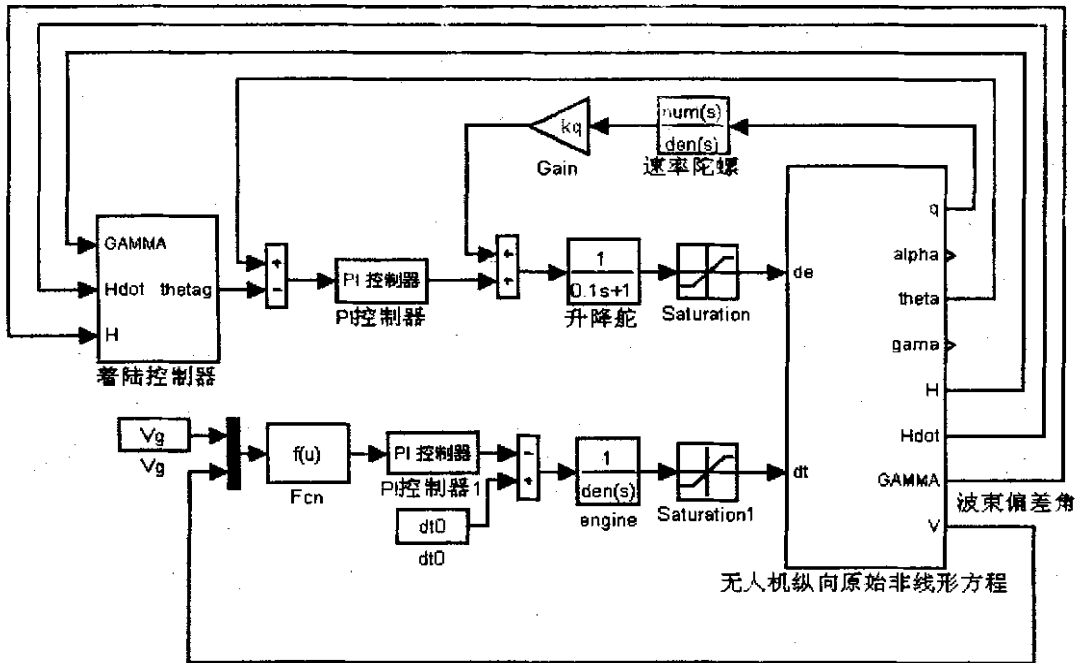 kq
Gain
num(s)
den(s)
速率陀螺
GAMMA
Hdot
thetag
H
着陆控制器
+
−
PI 控制器
PI控制器
+
+
1
0.1s+1
升降舵
Saturation
de
dt
q
alpha
theta
gama
H
Hdot
GAMMA
V
波束偏差角
无人机纵向原始非线形方程
Vg
Vg
f(u)
Fcn
PI 控制器
PI控制器1
dt0
dt0
−
+
1
den(s)
engine
Saturation1